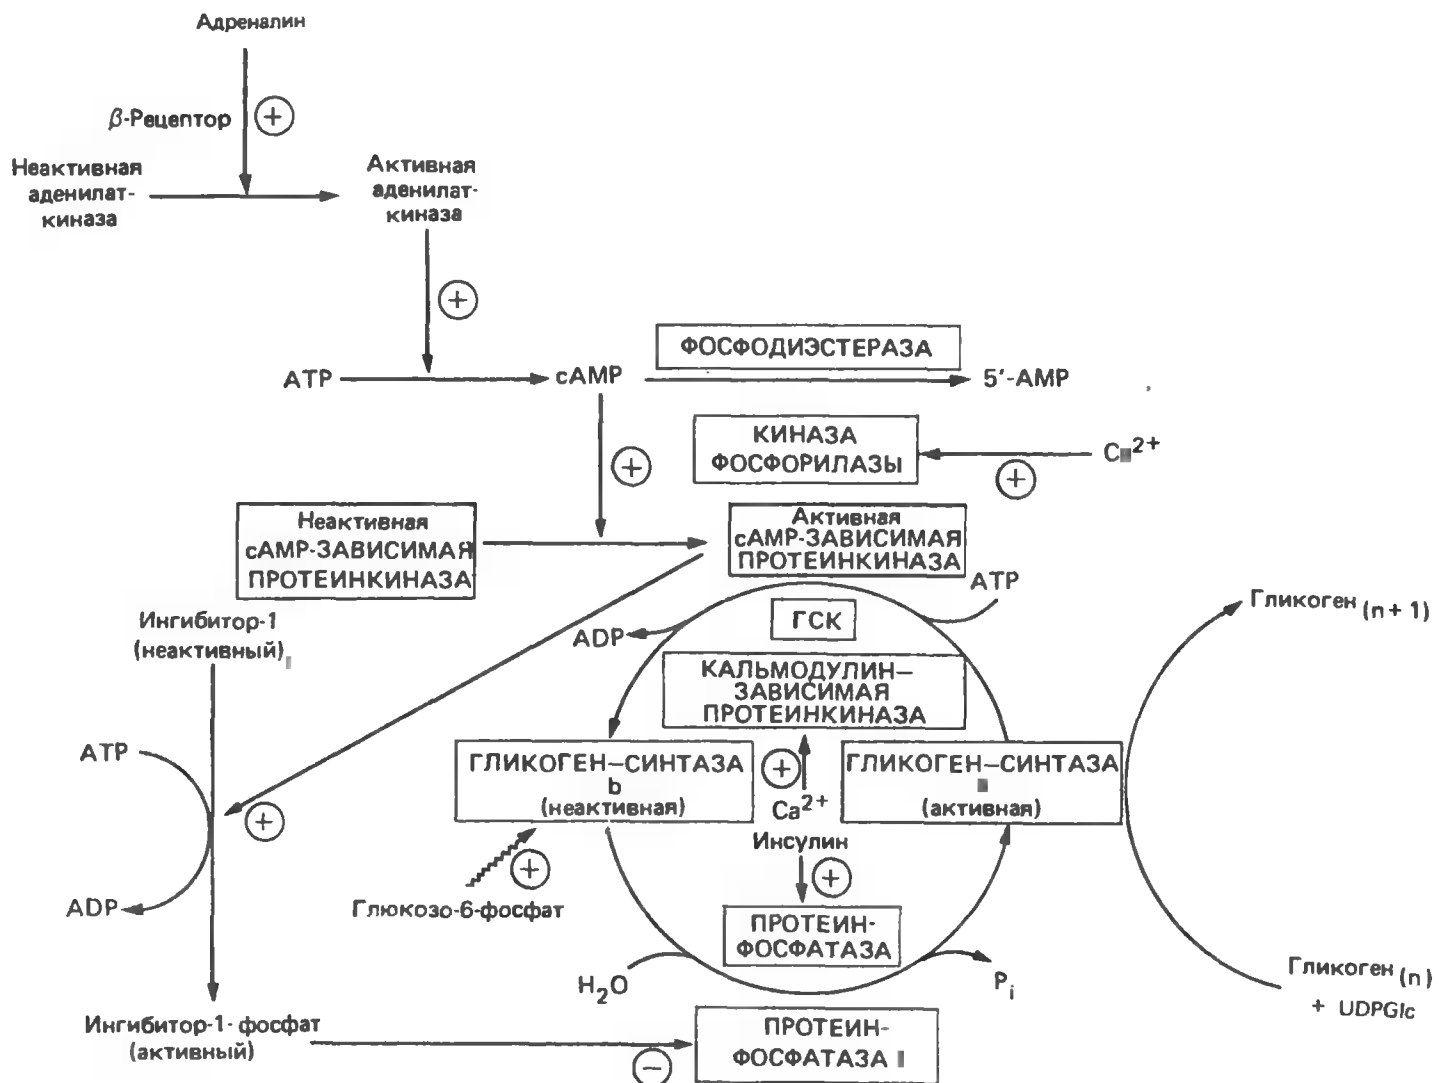 Адреналин
β-Рецептор
+
Неактивная
аденилат-
киназа
Активная
аденилат-
киназа
+
ATP
cAMP
ФОСФОДИЭСТЕРАЗА
5'-AMP
+
КИНАЗА
ФОСФОРИЛАЗЫ
+
Неактивная
cAMP-ЗАВИСИМАЯ
ПРОТЕИНКИНАЗА
Активная
cAMP-ЗАВИСИМАЯ
ПРОТЕИНКИНАЗА
ATP
Ингибитор-1
(неактивный)
ADP
ГСК
Гликоген (n + 1)
КАЛЬМОДУЛИН–
ЗАВИСИМАЯ
ПРОТЕИНКИНАЗА
ATP
ГЛИКОГЕН–СИНТАЗА
b
(неактивная)
+
Ca2+
ГЛИКОГЕН–СИНТАЗА
(активная)
+
Инсулин
+
+
Глюкозо-6-фосфат
ADP
ПРОТЕИН-
ФОСФАТАЗА
H2O
Pi
Гликоген (n)
+ UDPGlc
Ингибитор-1-фосфат
(активный)
−
ПРОТЕИН-
ФОСФАТАЗА